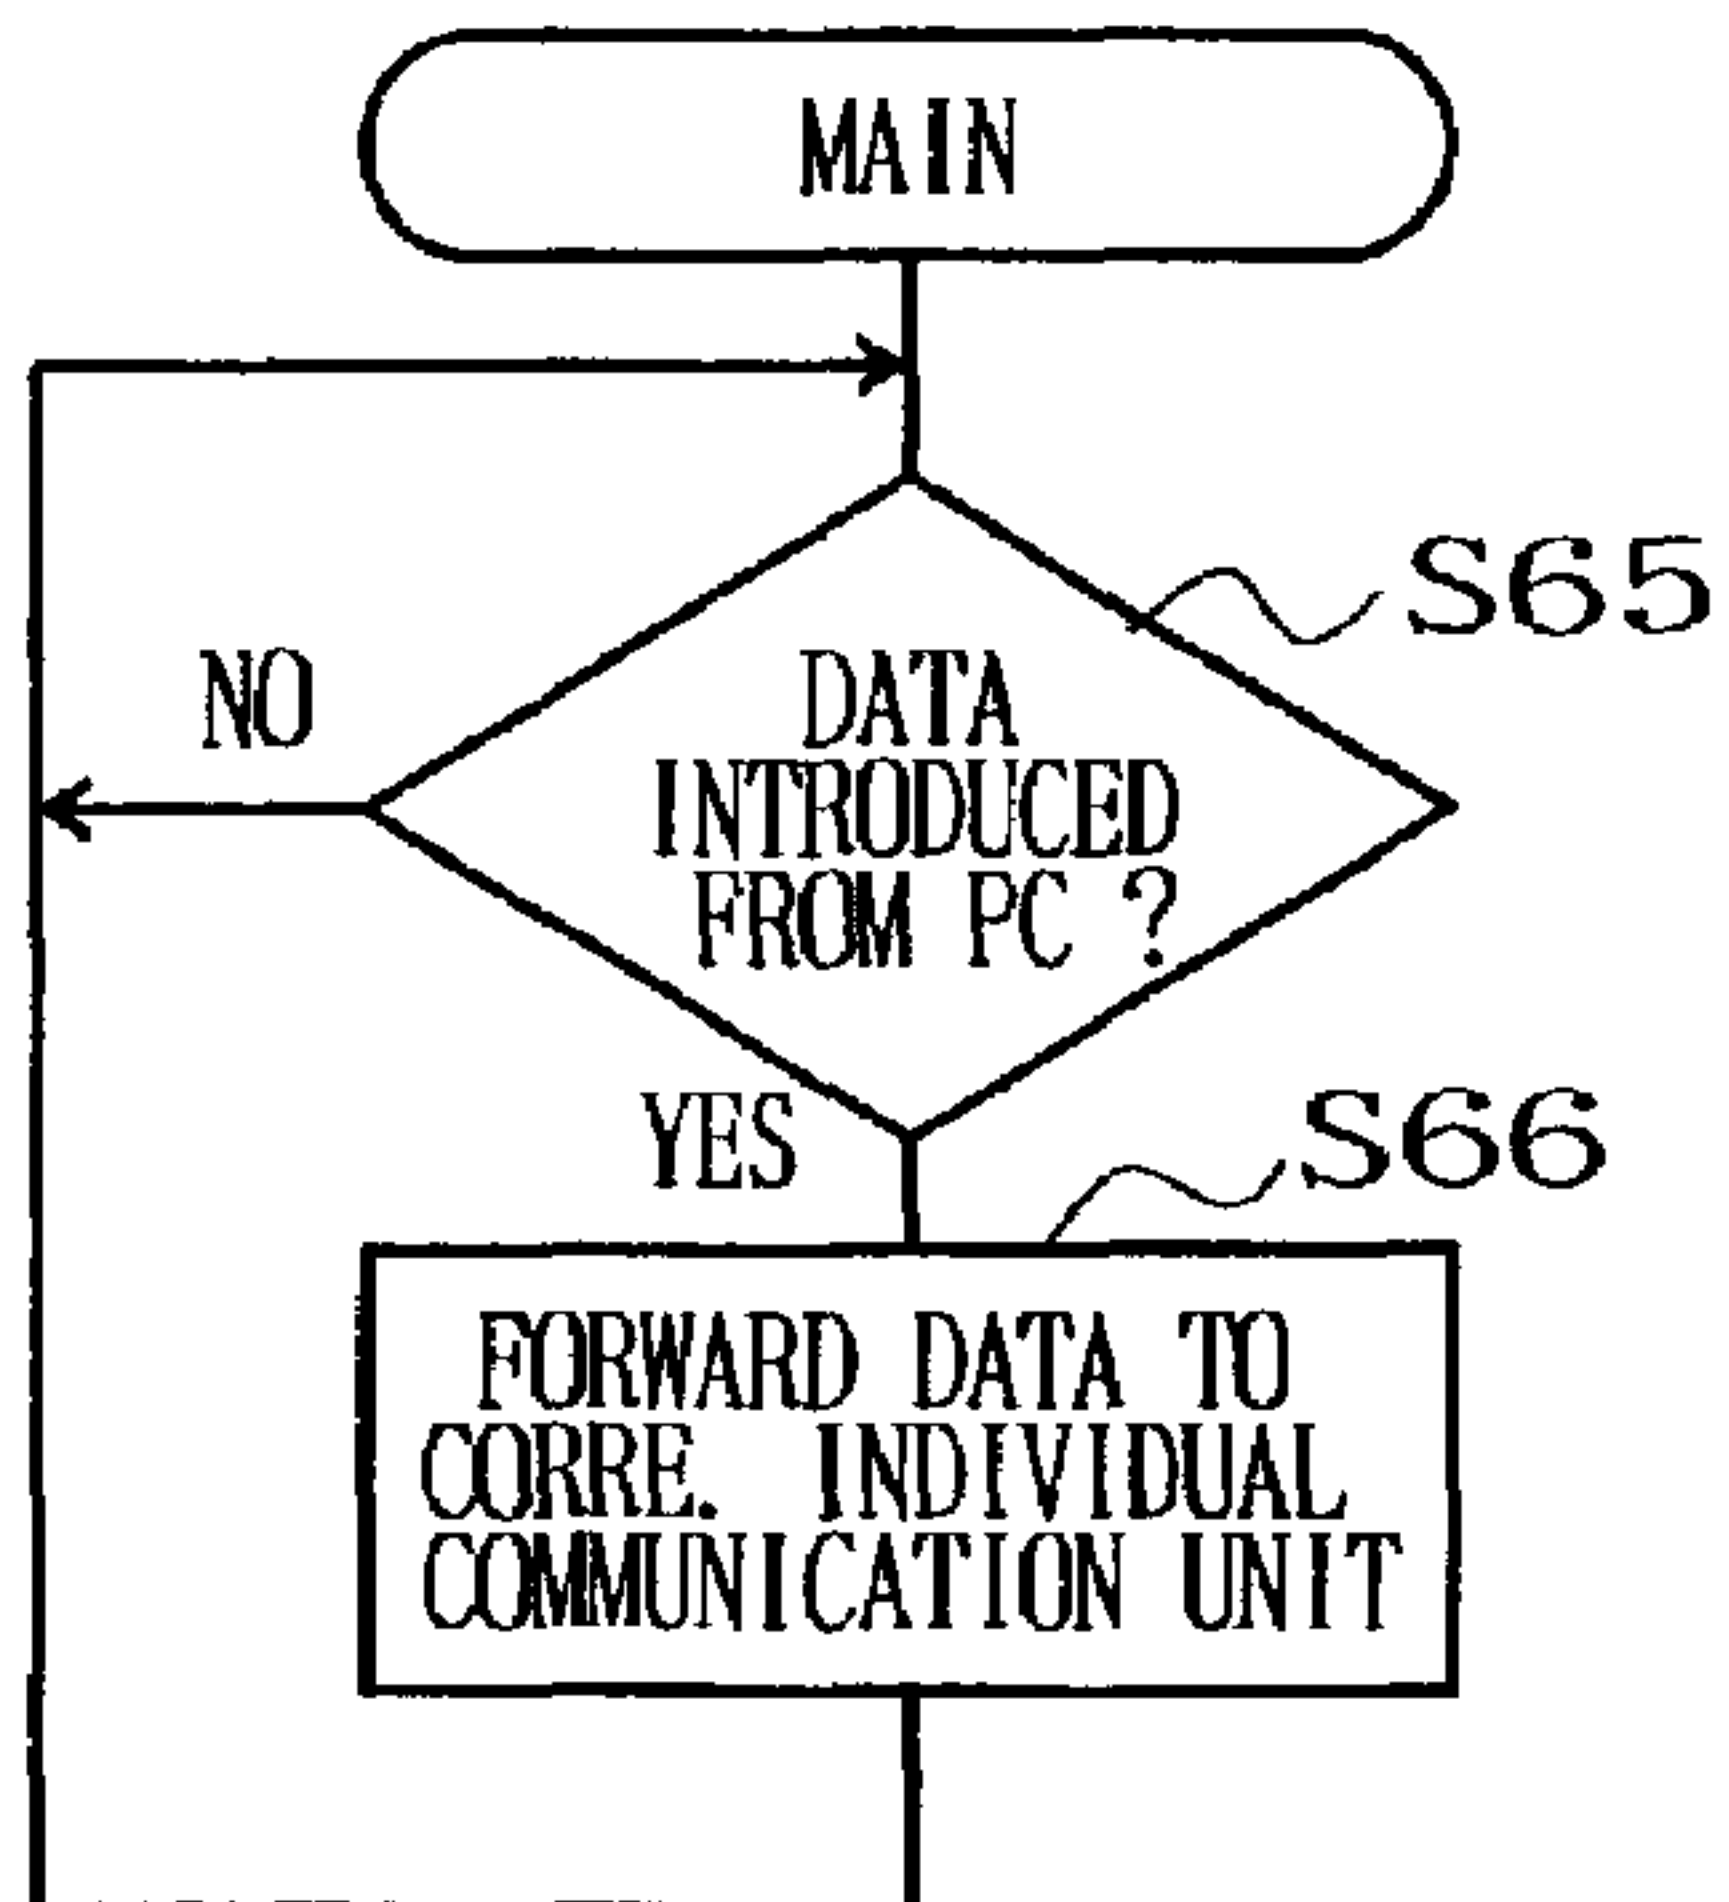 MAIN
S65
NO
DATA
INTRODUCED
FROM PC ?
YES
S66
FORWARD DATA TO
CORRE. INDIVIDUAL
COMMUNICATION UNIT